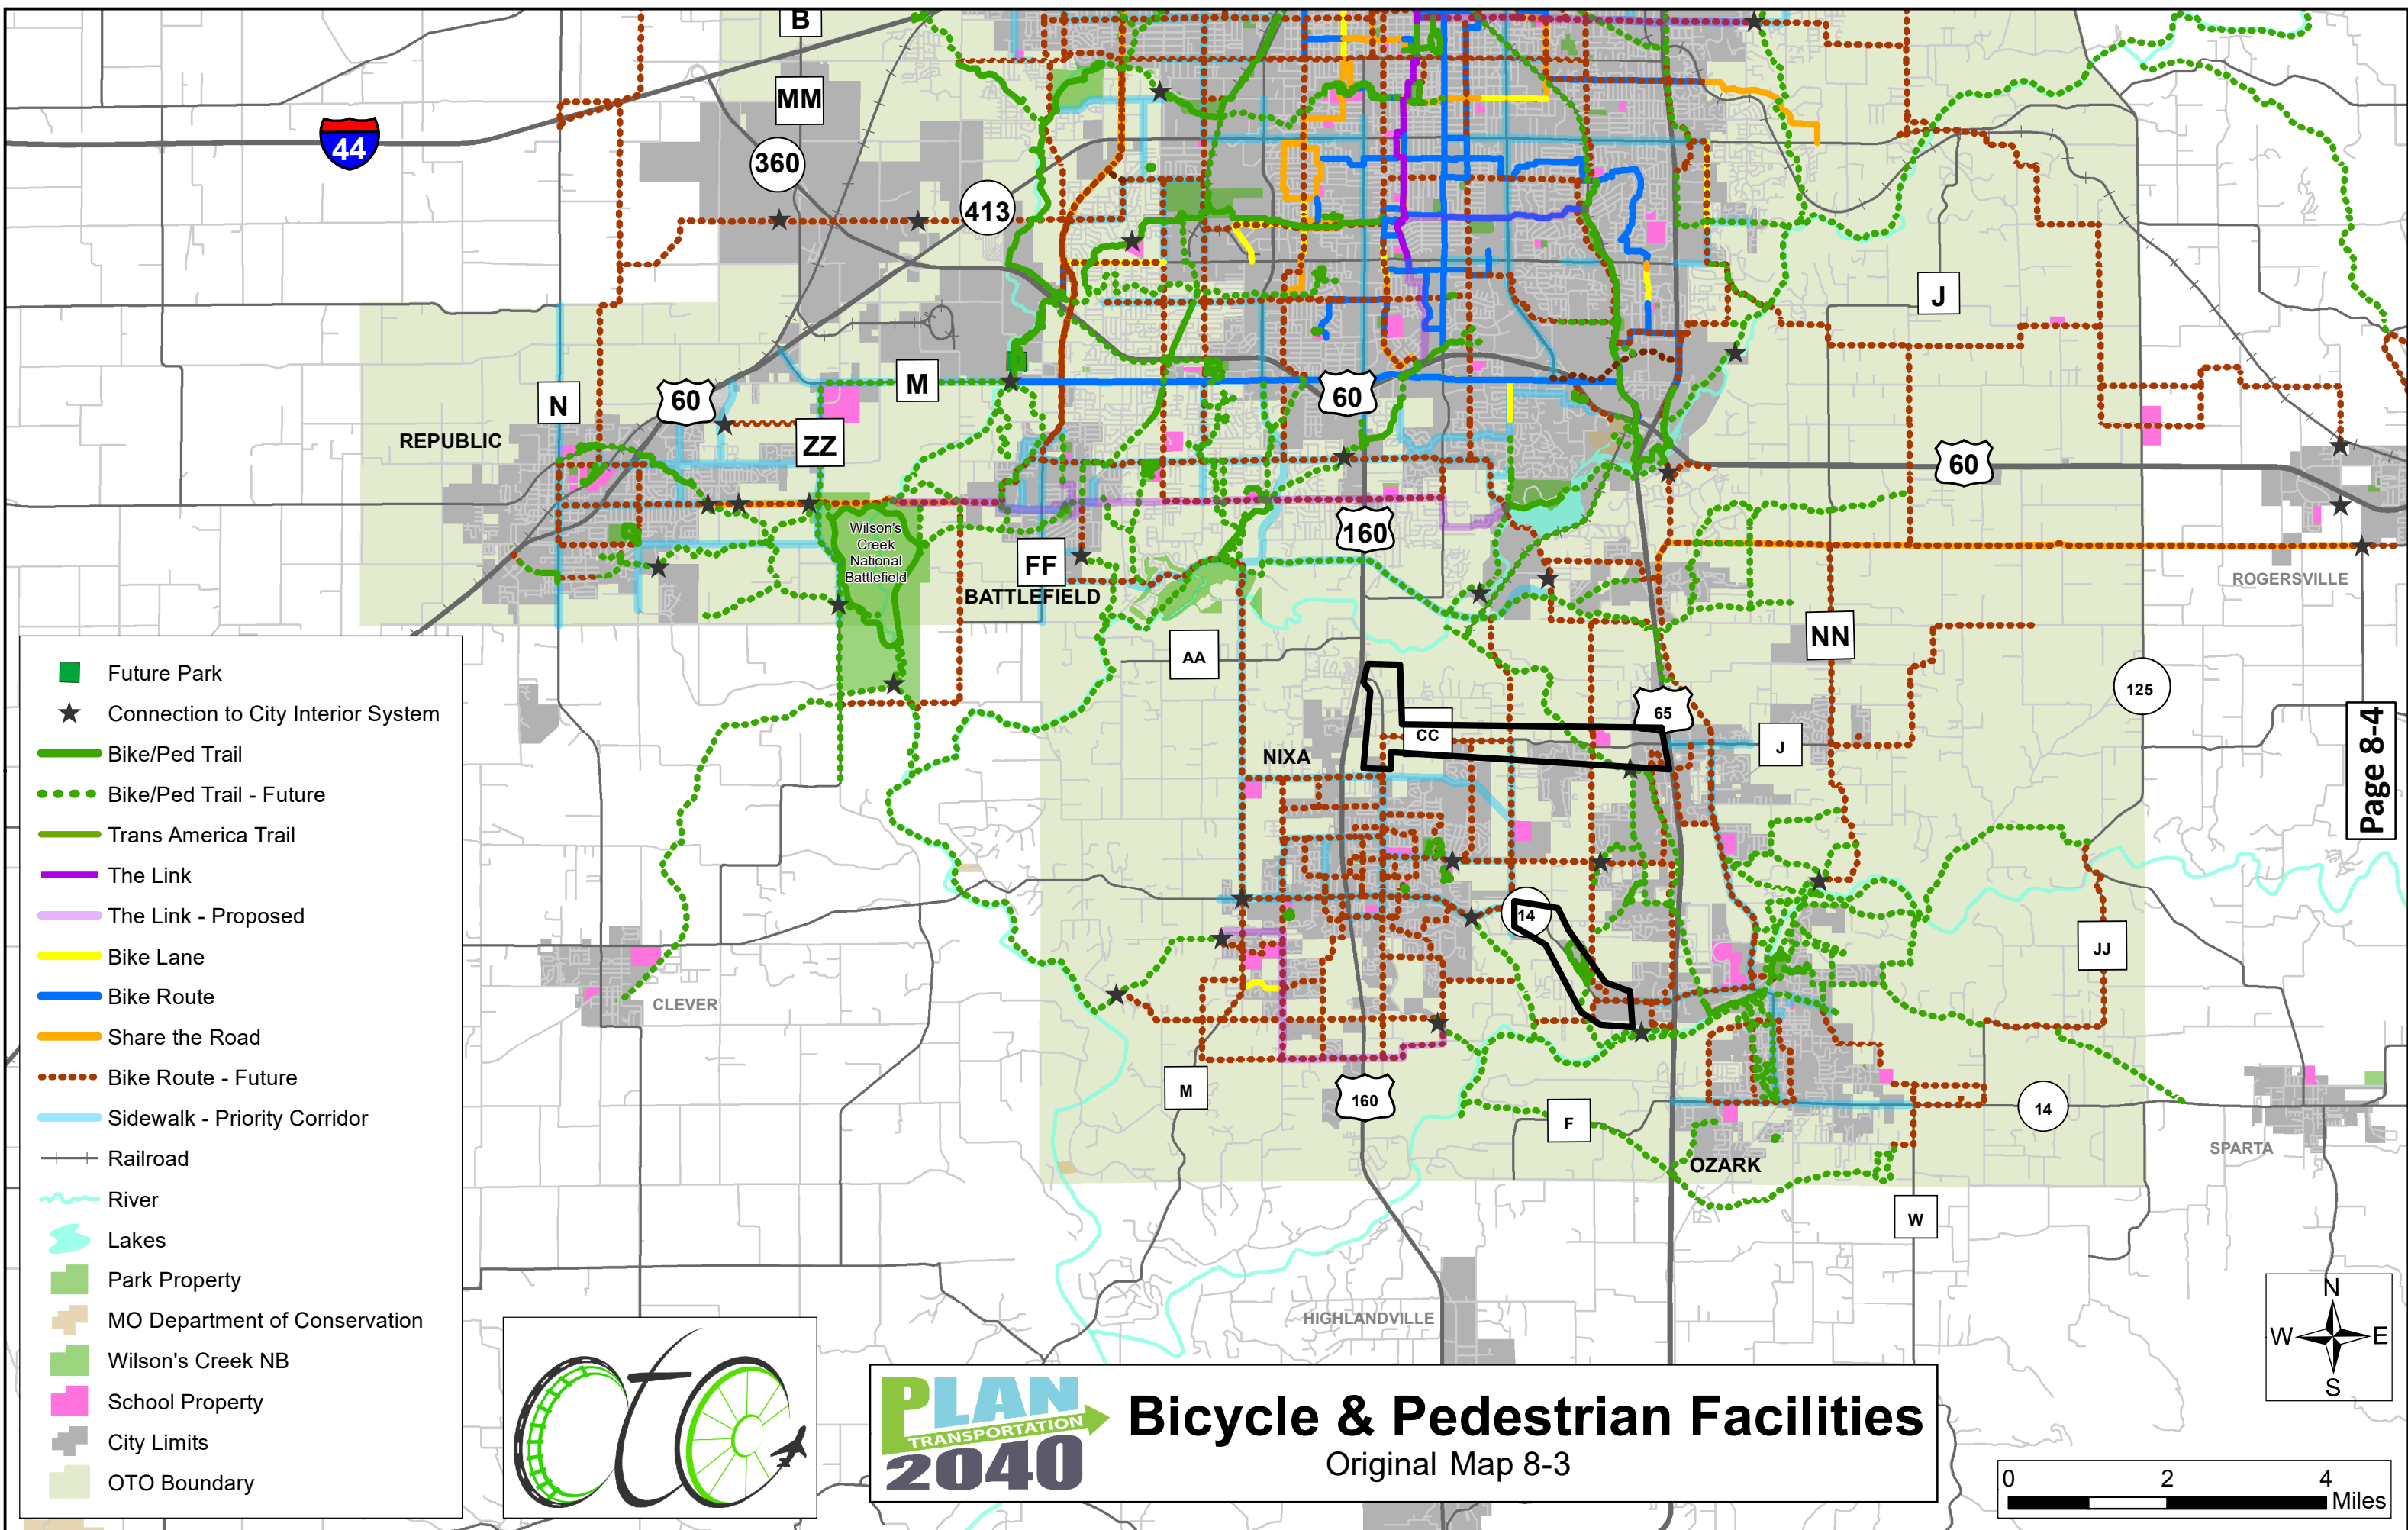 B
MM
44
360
413
J
M
N
60
60
ZZ
REPUBLIC
60
Wilson's
Creek
National
Battlefield
160
FF
BATTLEFIELD
ROGERSVILLE
NN
AA
125
65
CC
J
NIXA
Page 8-4
14
JJ
CLEVER
M
160
F
14
OZARK
SPARTA
W
HIGHLANDVILLE
Future Park
Connection to City Interior System
Bike/Ped Trail
Bike/Ped Trail - Future
Trans America Trail
The Link
The Link - Proposed
Bike Lane
Bike Route
Share the Road
Bike Route - Future
Sidewalk - Priority Corridor
Railroad
River
Lakes
Park Property
MO Department of Conservation
Wilson's Creek NB
School Property
City Limits
OTO Boundary
oto
PLAN
TRANSPORTATION
2040
Bicycle & Pedestrian Facilities
Original Map 8-3
N
W E
S
0 2 4
Miles